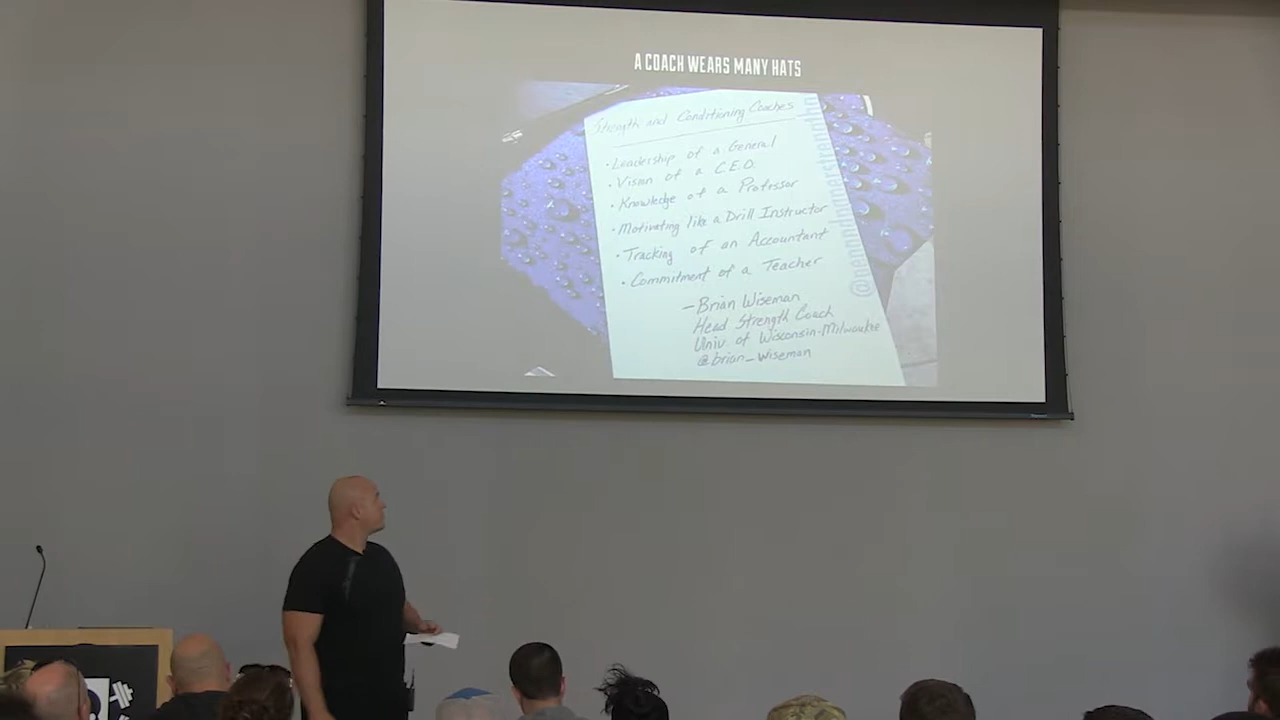 A COACH WEARS MANY HATS
Strength and Conditioning Coaches
• Leadership of a General
• Vision of a C.E.O.
• Knowledge of a Professor
• Motivating like a Drill Instructor
• Tracking of an Accountant
• Commitment of a Teacher
– Brian Wiseman
Head Strength Coach
Univ of Wisconsin-Milwaukee
@brian_wiseman
@penandpaperstrengthn